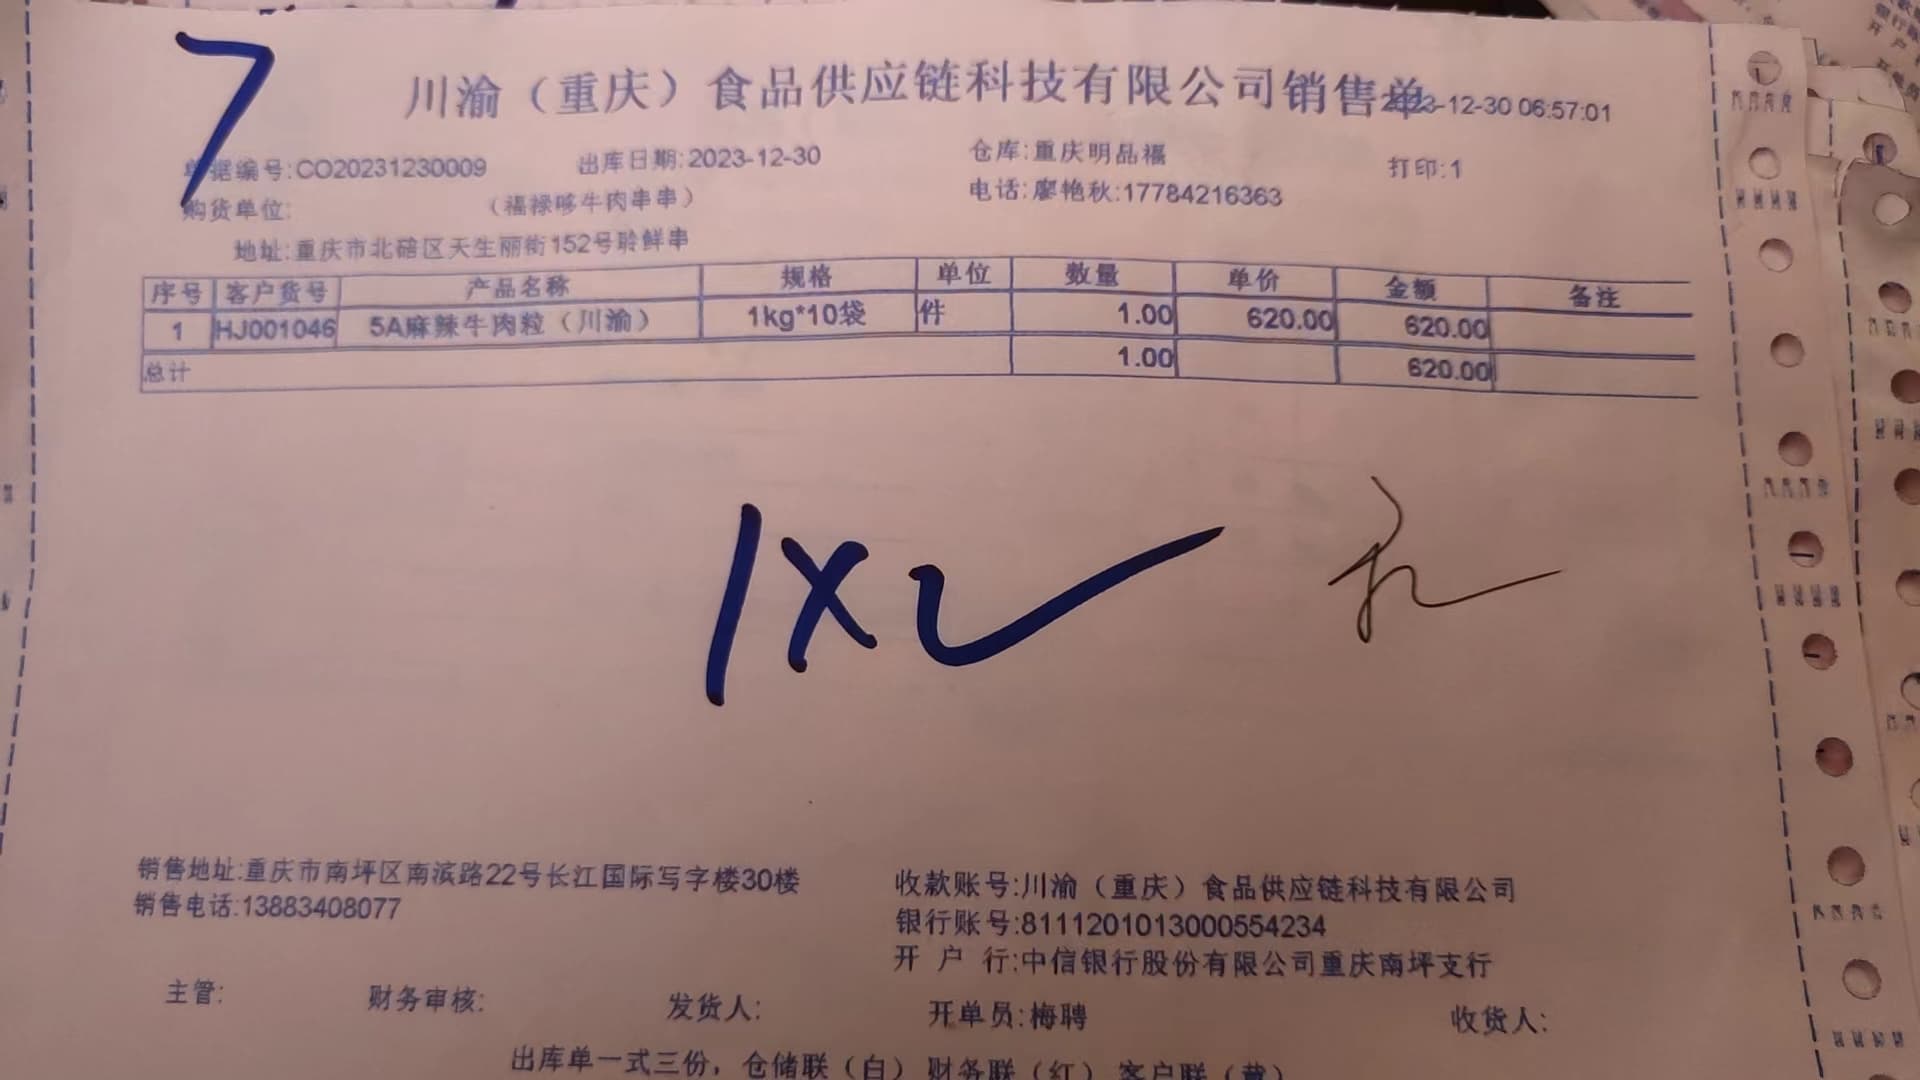 7
川渝（重庆）食品供应链科技有限公司销售单 2023-12-30 06:57:01
单据编号:CO20231230009 出库日期:2023-12-30 仓库:重庆明品福 打印:1
购货单位: （福禄哆牛肉串串） 电话:廖艳秋:17784216363
地址:重庆市北碚区天生丽街152号聆鲜串
序号 客户货号 产品名称 规格 单位 数量 单价 金额 备注
1 HJ001046 5A麻辣牛肉粒（川渝） 1kg*10袋 件 1.00 620.00 620.00
总计 1.00 620.00
1X
销售地址:重庆市南坪区南滨路22号长江国际写字楼30楼
销售电话:13883408077
收款账号:川渝（重庆）食品供应链科技有限公司
银行账号:8111201013000554234
开 户 行:中信银行股份有限公司重庆南坪支行
主管: 财务审核: 发货人: 开单员:梅聘 收货人:
出库单一式三份，仓储联（白） 财务联（红） 客户联（黄）